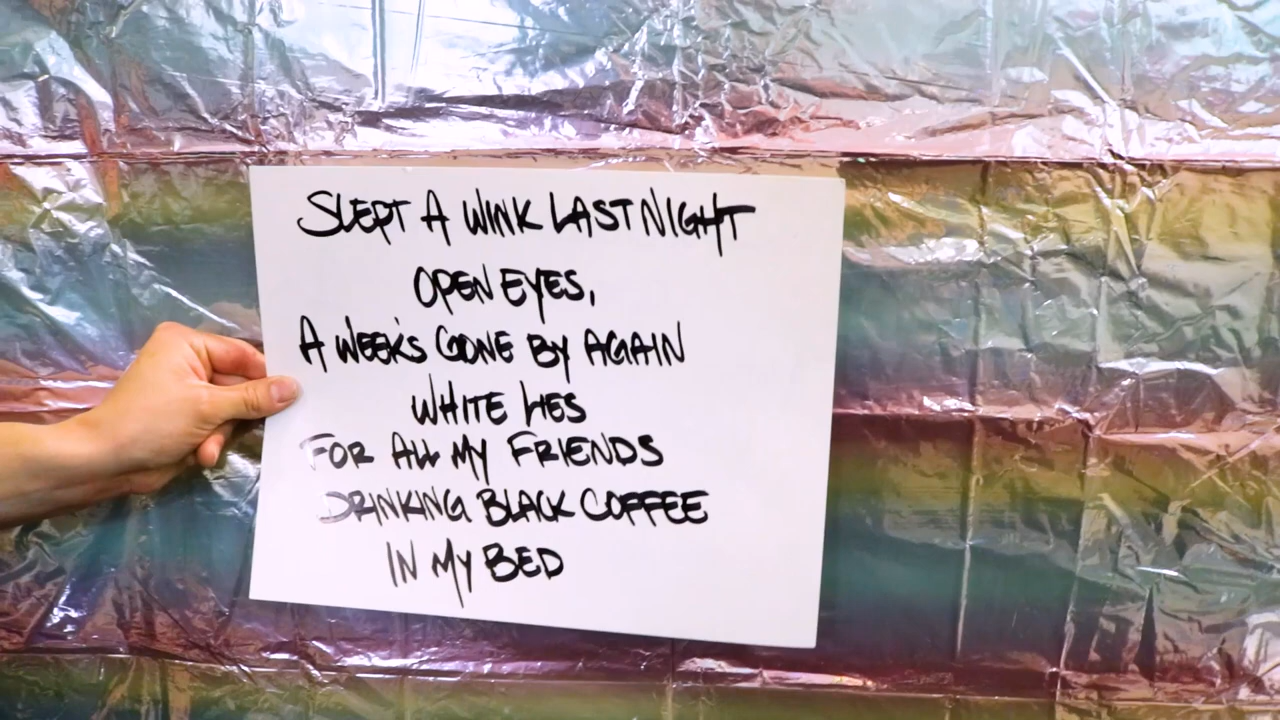 SLEPT A WINK LAST NIGHT
OPEN EYES,
A WEEK'S GONE BY AGAIN
WHITE LIES
FOR ALL MY FRIENDS
DRINKING BLACK COFFEE
IN MY BED